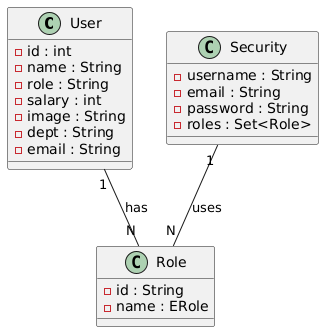 C User
id : int
name : String
role : String
salary : int
image : String
dept : String
email : String
C Security
username : String
email : String
password : String
roles : Set<Role>
1
1
has
uses
N
N
C Role
id : String
name : ERole